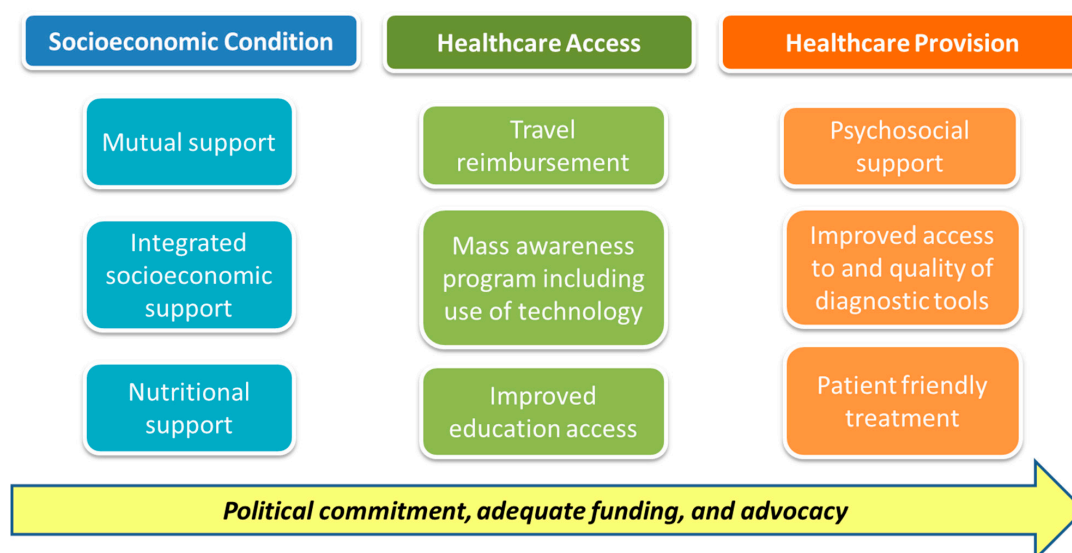 Socioeconomic Condition
Healthcare Access
Healthcare Provision
Mutual support
Travel
reimbursement
Psychosocial
support
Integrated
socioeconomic
support
Mass awareness
program including
use of technology
Improved access
to and quality of
diagnostic tools
Nutritional
support
Improved
education access
Patient friendly
treatment
Political commitment, adequate funding, and advocacy